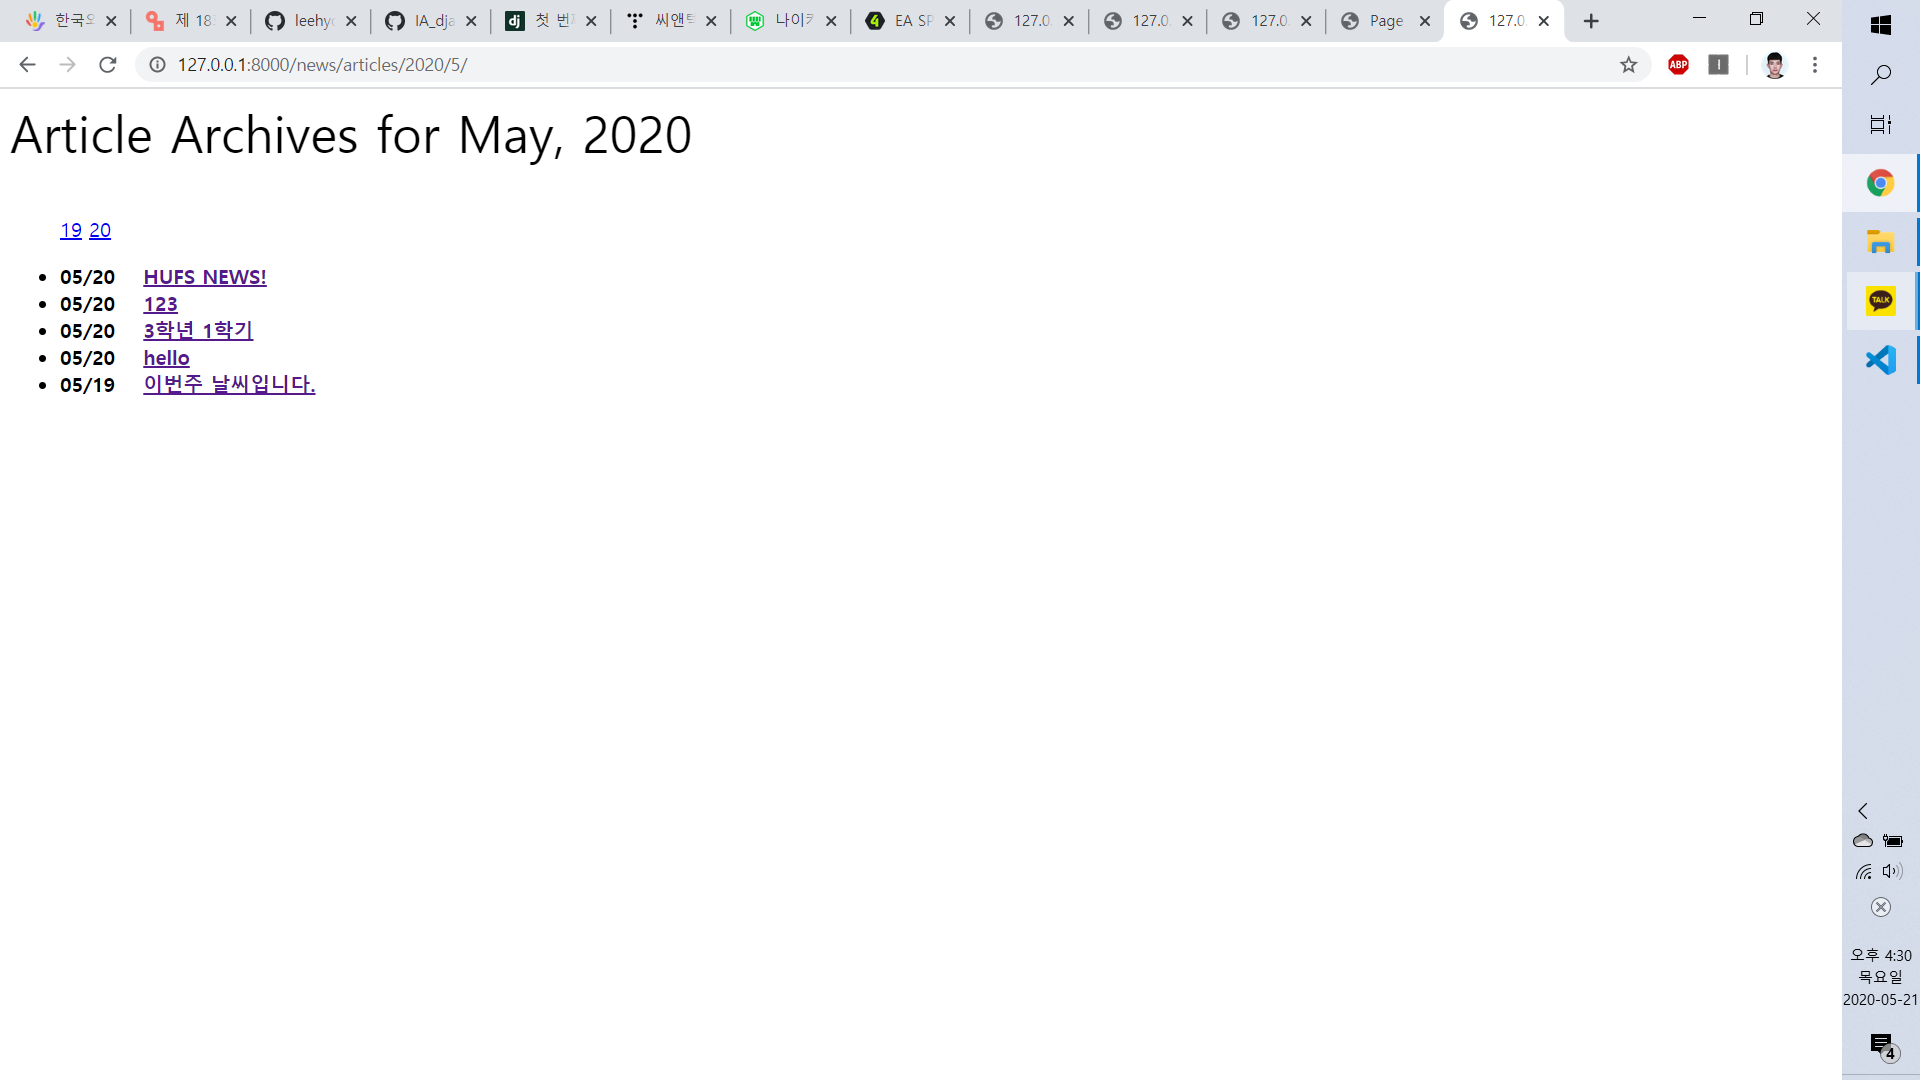 한국외
제 18
leehy
IA_dja
첫 번
씨앤텍
나이키
EA SP
127.0.
127.0.
127.0.
Page
127.0.
127.0.0.1:8000/news/articles/2020/5/
ABP
Article Archives for May, 2020
19 20
05/20 HUFS NEWS!
05/20 123
05/20 3학년 1학기
05/20 hello
05/19 이번주 날씨입니다.
TALK
오후 4:30
목요일
2020-05-21
4